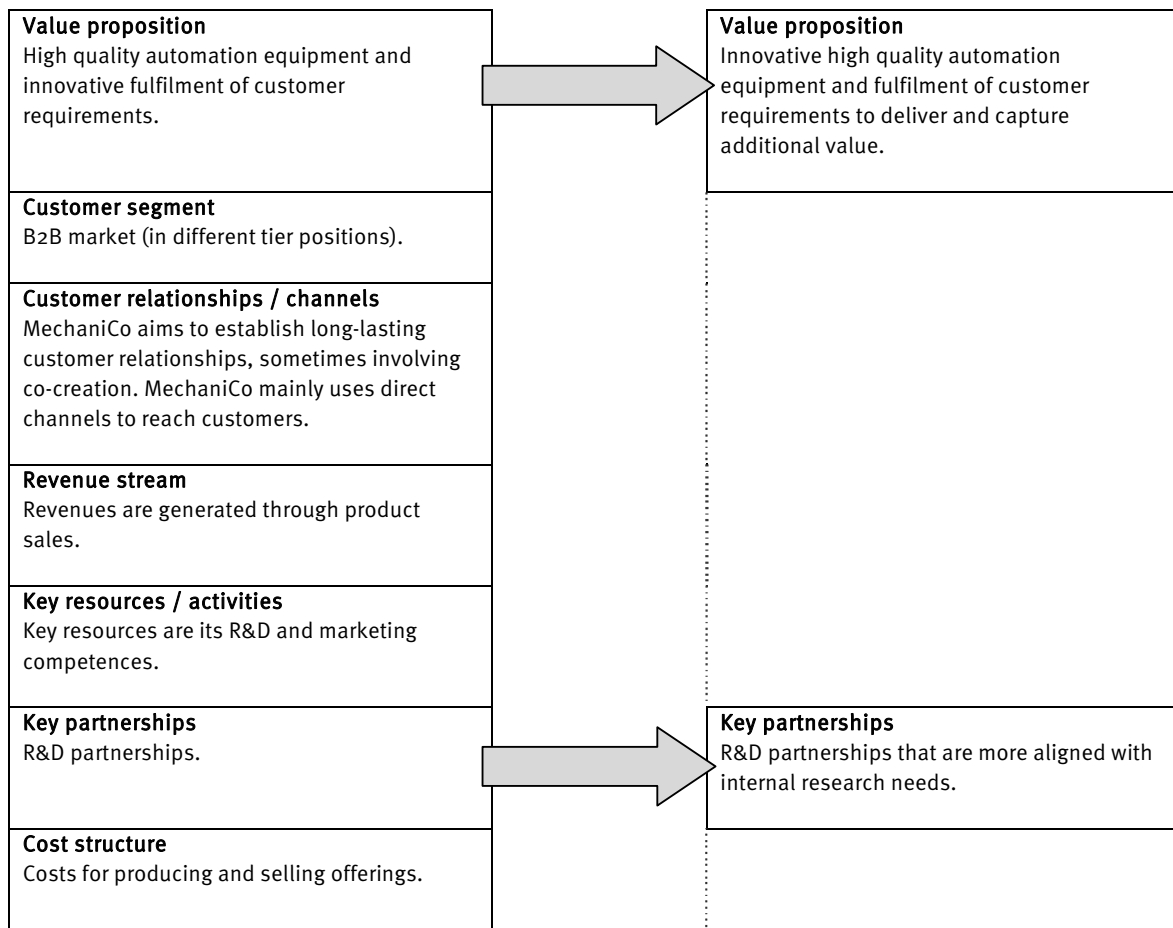 Value proposition
High quality automation equipment and
innovative fulfilment of customer
requirements.
Value proposition
Innovative high quality automation
equipment and fulfilment of customer
requirements to deliver and capture
additional value.
Customer segment
B2B market (in different tier positions).
Customer relationships / channels
MechaniCo aims to establish long-lasting
customer relationships, sometimes involving
co-creation. MechaniCo mainly uses direct
channels to reach customers.
Revenue stream
Revenues are generated through product
sales.
Key resources / activities
Key resources are its R&D and marketing
competences.
Key partnerships
R&D partnerships.
Key partnerships
R&D partnerships that are more aligned with
internal research needs.
Cost structure
Costs for producing and selling offerings.